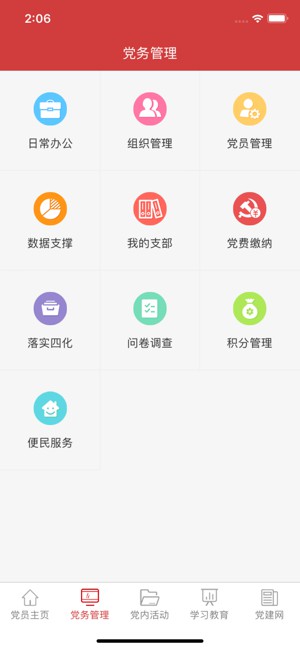 2:06
党务管理
日常办公
组织管理
党员管理
数据支撑
我的支部
党费缴纳
落实四化
问卷调查
积分管理
便民服务
党员主页
党务管理
党内活动
学习教育
党建网